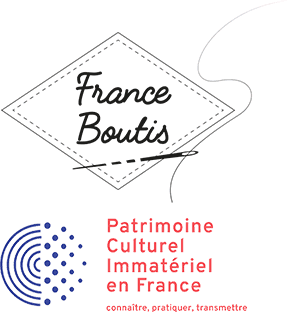 France
Boutis
Patrimoine
Culturel
Immatériel
en France
connaître, pratiquer, transmettre